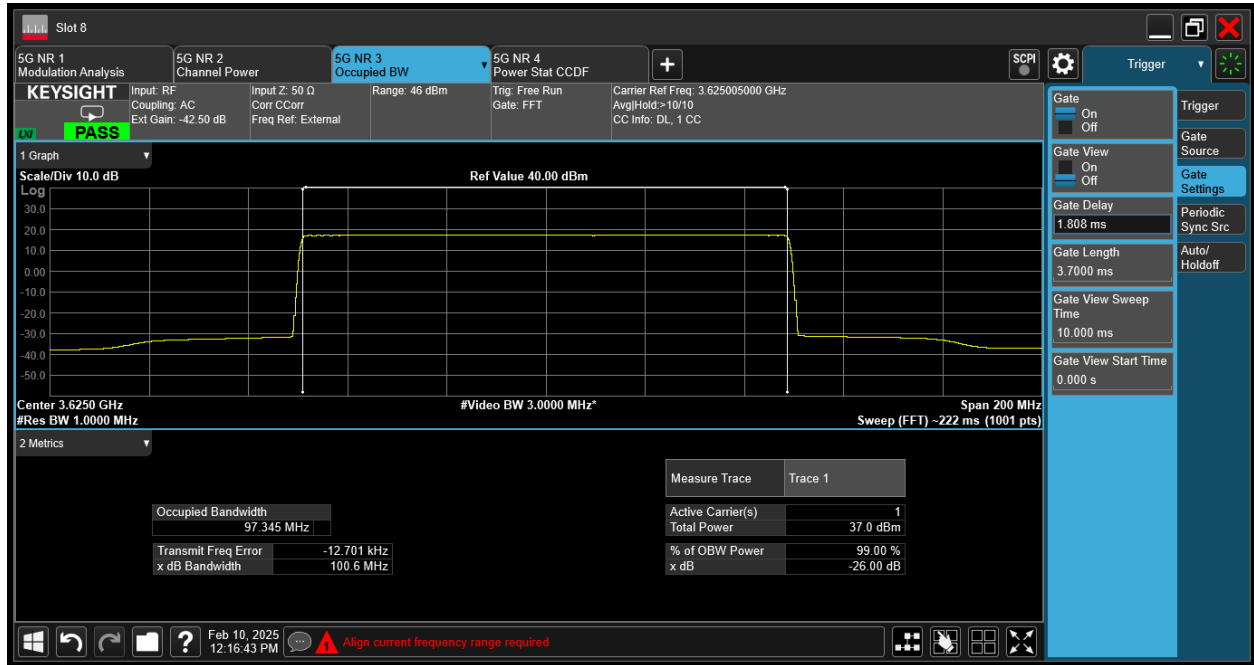 Slot 8
5G NR 1
Modulation Analysis
5G NR 2
Channel Power
5G NR 3
Occupied BW
5G NR 4
Power Stat CCDF
SCPI
Trigger
KEYSIGHT
LXI
PASS
Input: RF
Coupling: AC
Ext Gain: -42.50 dB
Input Z: 50 Ω
Corr CCorr
Freq Ref: External
Range: 46 dBm
Trig: Free Run
Gate: FFT
Carrier Ref Freq: 3.625005000 GHz
Avg|Hold:>10/10
CC Info: DL, 1 CC
1 Graph
Scale/Div 10.0 dB
Ref Value 40.00 dBm
Log
30.0
20.0
10.0
0.00
-10.0
-20.0
-30.0
-40.0
-50.0
Center 3.6250 GHz
#Res BW 1.0000 MHz
#Video BW 3.0000 MHz*
Span 200 MHz
Sweep (FFT) ~222 ms (1001 pts)
2 Metrics
Occupied Bandwidth
97.345 MHz
Transmit Freq Error -12.701 kHz
x dB Bandwidth 100.6 MHz
Measure Trace Trace 1
Active Carrier(s) 1
Total Power 37.0 dBm
% of OBW Power 99.00 %
x dB -26.00 dB
Gate
On
Off
Gate View
On
Off
Gate Delay
1.808 ms
Gate Length
3.7000 ms
Gate View Sweep
Time
10.000 ms
Gate View Start Time
0.000 s
Trigger
Gate
Source
Gate
Settings
Periodic
Sync Src
Auto/
Holdoff
?
Feb 10, 2025
12:16:43 PM
1
Align current frequency range required